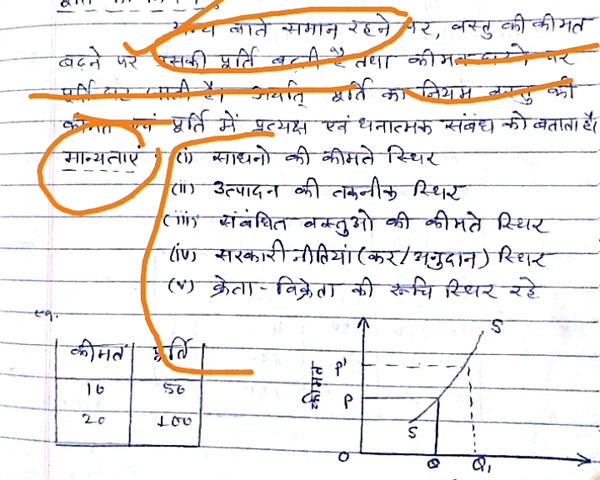 अन्य बाते समान रहने पर, वस्तु की कीमत
बढ़ने पर उसकी पूर्ति बढ़ती है तथा कीमत घटने पर
पूर्ति घट जाती है। अर्थात् पूर्ति का नियम वस्तु की
कीमत एवं पूर्ति में प्रत्यक्ष एवं धनात्मक संबंध को बताता है।
मान्यताएं (i) साधनो की कीमते स्थिर
(ii) उत्पादन की तकनीक स्थिर
(iii) संबंधित वस्तुओ की कीमते स्थिर
(iv) सरकारी नीतियां (कर/अनुदान) स्थिर
(v) क्रेता-विक्रेता की रूचि स्थिर रहे
कीमत पूर्ति
10 50
20 100
कीमत
S
P'
P
S
O Q Q1